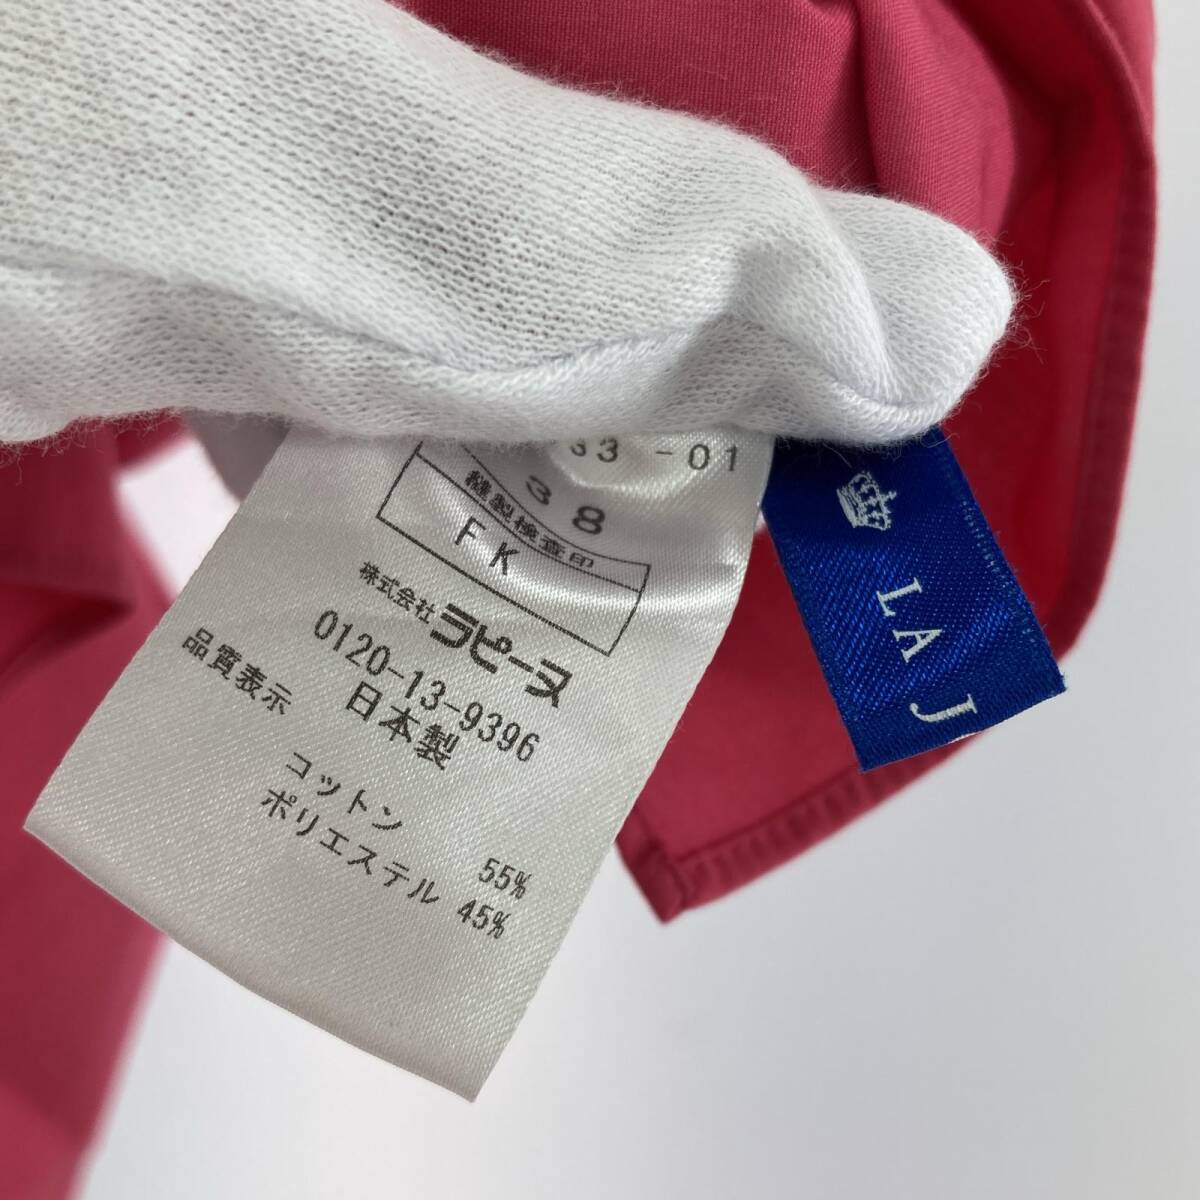 33 -01
38
縫製検査印
FK
株式会社ラピーヌ
0120-13-9396
品質表示 日本製
コットン 55%
ポリエステル 45%
LA J